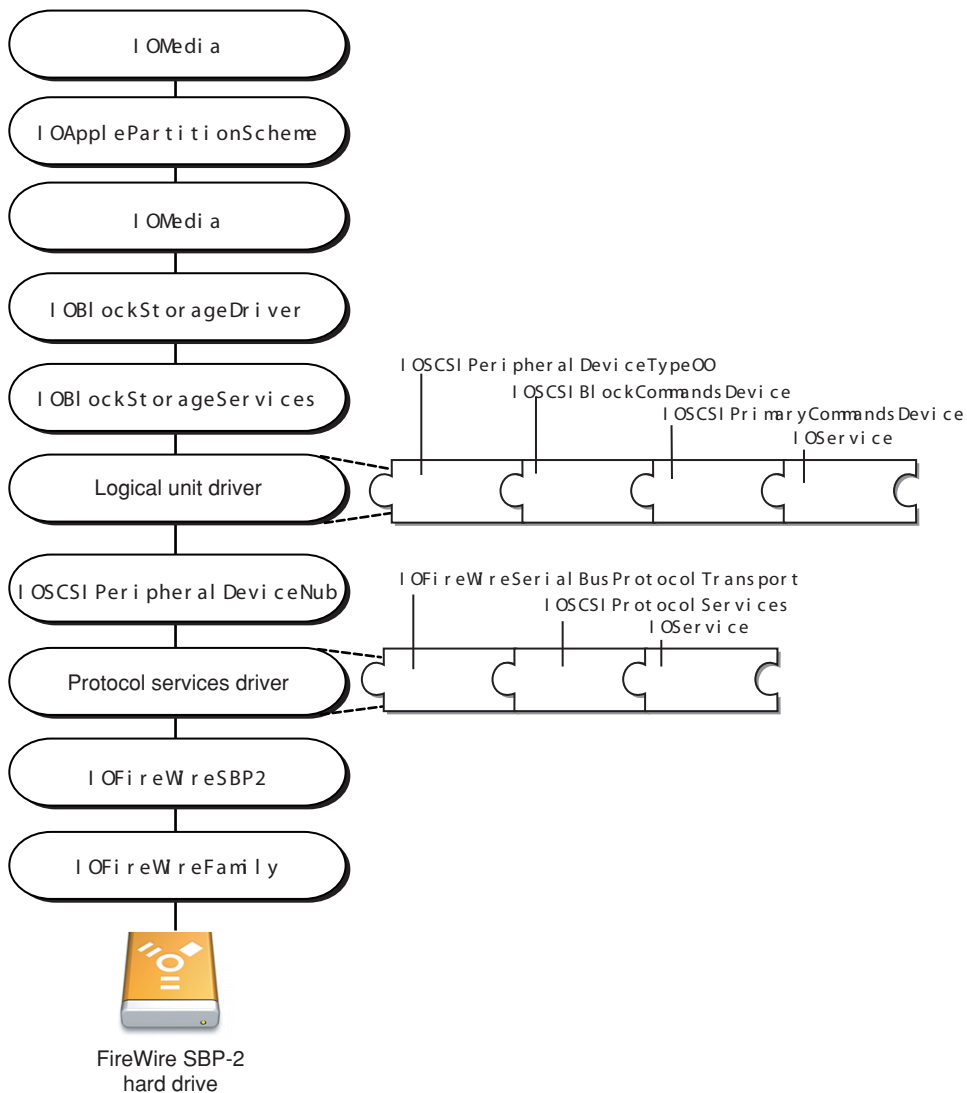 IOMedia
IOApplePartitionScheme
IOMedia
IOBlockStorageDriver
IOBlockStorageServices
IOSCSIPeripheralDeviceTypeOO
IOSCSIBlockCommandsDevice
IOSCSIPrimaryCommandsDevice
IOService
Logical unit driver
IOSCSIPeripheralDeviceNub
IOFireWireSerialBusProtocolTransport
IOSCSIProtocolServices
IOService
Protocol services driver
IOFireWireSBP2
IOFireWireFamily
FireWire SBP-2
hard drive